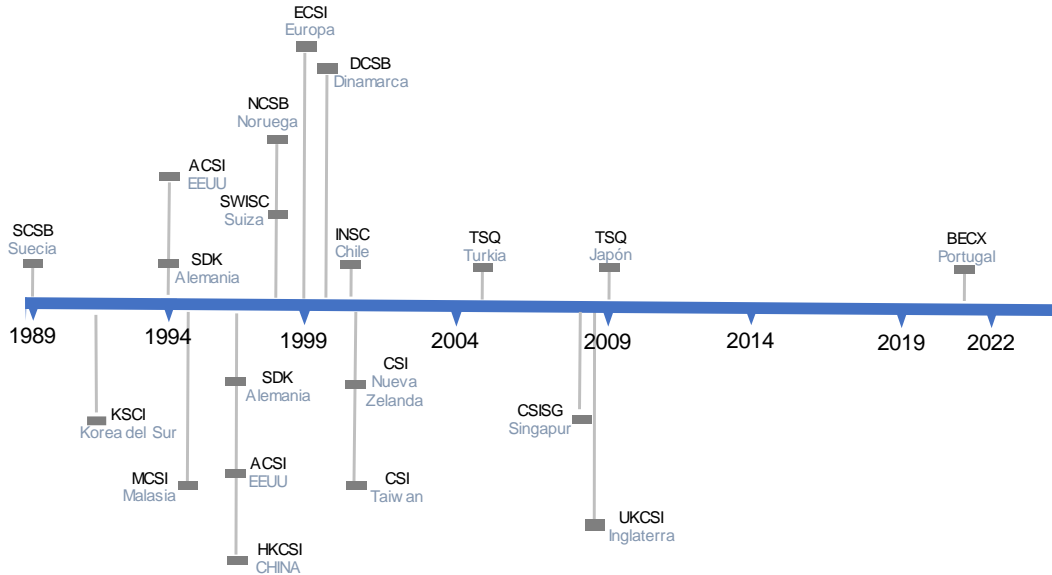 ECSI
Europa
DCSB
Dinamarca
NCSB
Noruega
ACSI
EEUU
SWISC
Suiza
SCSB
Suecia
SDK
Alemania
INSC
Chile
TSQ
Turkia
TSQ
Japón
BECX
Portugal
1989
1994
1999
2004
2009
2014
2019
2022
KSCI
Korea del Sur
MCSI
Malasia
SDK
Alemania
ACSI
EEUU
HKCSI
CHINA
CSI
Nueva
Zelanda
CSI
Taiwan
CSISG
Singapur
UKCSI
Inglaterra